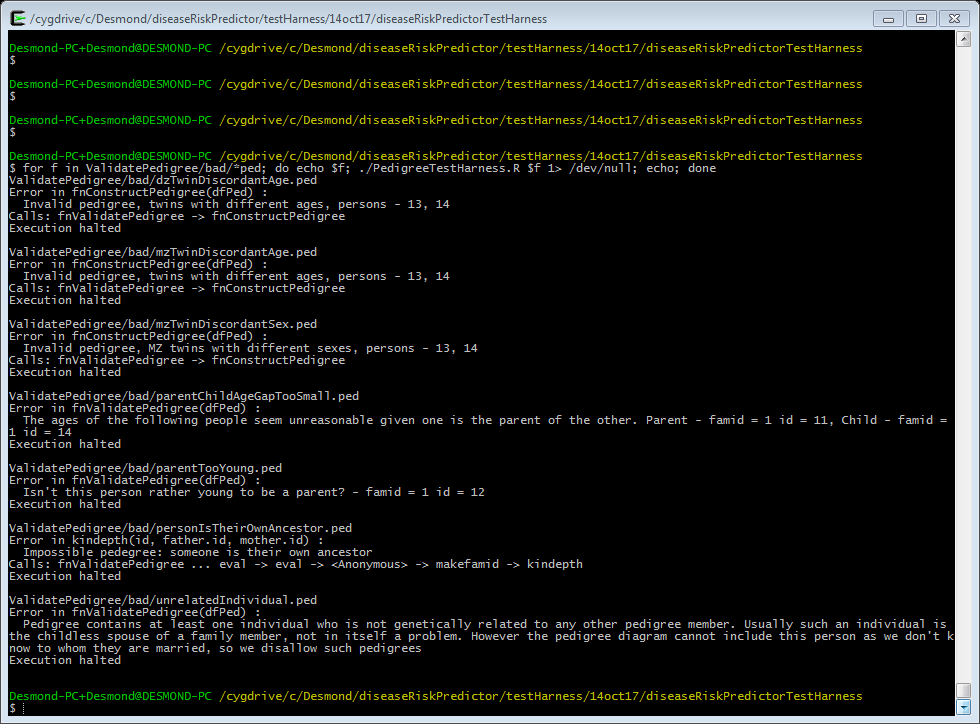 /cygdrive/c/Desmond/diseaseRiskPredictor/testHarness/14oct17/diseaseRiskPredictorTestHarness
Desmond-PC+Desmond@DESMOND-PC /cygdrive/c/Desmond/diseaseRiskPredictor/testHarness/14oct17/diseaseRiskPredictorTestHarness
$
Desmond-PC+Desmond@DESMOND-PC /cygdrive/c/Desmond/diseaseRiskPredictor/testHarness/14oct17/diseaseRiskPredictorTestHarness
$
Desmond-PC+Desmond@DESMOND-PC /cygdrive/c/Desmond/diseaseRiskPredictor/testHarness/14oct17/diseaseRiskPredictorTestHarness
$
Desmond-PC+Desmond@DESMOND-PC /cygdrive/c/Desmond/diseaseRiskPredictor/testHarness/14oct17/diseaseRiskPredictorTestHarness
$ for f in ValidatePedigree/bad/*ped; do echo $f; ./PedigreeTestHarness.R $f 1> /dev/null; echo; done
ValidatePedigree/bad/dzTwinDiscordantAge.ped
Error in fnConstructPedigree(dfPed) :
Invalid pedigree, twins with different ages, persons - 13, 14
Calls: fnValidatePedigree -> fnConstructPedigree
Execution halted
ValidatePedigree/bad/mzTwinDiscordantAge.ped
Error in fnConstructPedigree(dfPed) :
Invalid pedigree, twins with different ages, persons - 13, 14
Calls: fnValidatePedigree -> fnConstructPedigree
Execution halted
ValidatePedigree/bad/mzTwinDiscordantSex.ped
Error in fnConstructPedigree(dfPed) :
Invalid pedigree, MZ twins with different sexes, persons - 13, 14
Calls: fnValidatePedigree -> fnConstructPedigree
Execution halted
ValidatePedigree/bad/parentChildAgeGapTooSmall.ped
Error in fnValidatePedigree(dfPed) :
The ages of the following people seem unreasonable given one is the parent of the other. Parent - famid = 1 id = 11, Child - famid =
1 id = 14
Execution halted
ValidatePedigree/bad/parentTooYoung.ped
Error in fnValidatePedigree(dfPed) :
Isn't this person rather young to be a parent? - famid = 1 id = 12
Execution halted
ValidatePedigree/bad/personIsTheirOwnAncestor.ped
Error in kindepth(id, father.id, mother.id) :
Impossible pedegree: someone is their own ancestor
Calls: fnValidatePedigree ... eval -> eval -> <Anonymous> -> makefamid -> kindepth
Execution halted
ValidatePedigree/bad/unrelatedIndividual.ped
Error in fnValidatePedigree(dfPed) :
Pedigree contains at least one individual who is not genetically related to any other pedigree member. Usually such an individual is
the childless spouse of a family member, not in itself a problem. However the pedigree diagram cannot include this person as we don't k
now to whom they are married, so we disallow such pedigrees
Execution halted
Desmond-PC+Desmond@DESMOND-PC /cygdrive/c/Desmond/diseaseRiskPredictor/testHarness/14oct17/diseaseRiskPredictorTestHarness
$